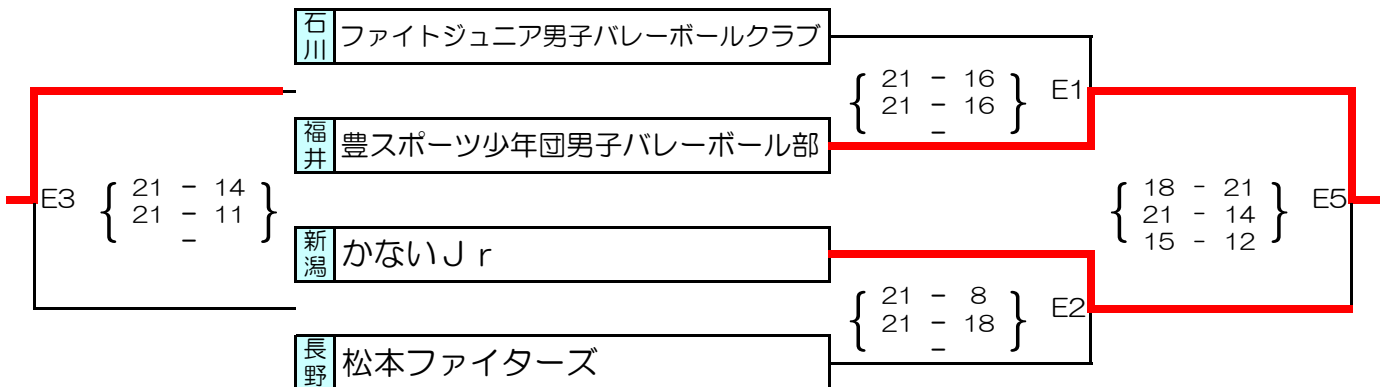 石川 ファイトジュニア男子バレーボールクラブ
21 - 16
21 - 16
-
E1
福井 豊スポーツ少年団男子バレーボール部
E3
21 - 14
21 - 11
-
18 - 21
21 - 14
15 - 12
E5
新潟 かないJr
21 - 8
21 - 18
-
E2
長野 松本ファイターズ